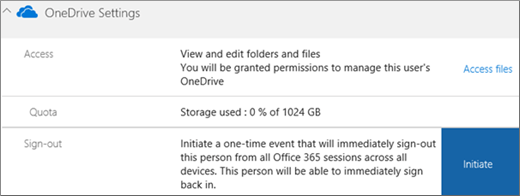 OneDrive Settings
Access
View and edit folders and files
You will be granted permissions to manage this user's
OneDrive
Access files
Quota
Storage used : 0 % of 1024 GB
Sign-out
Initiate a one-time event that will immediately sign-out
this person from all Office 365 sessions across all
devices. This person will be able to immediately sign
back in.
Initiate